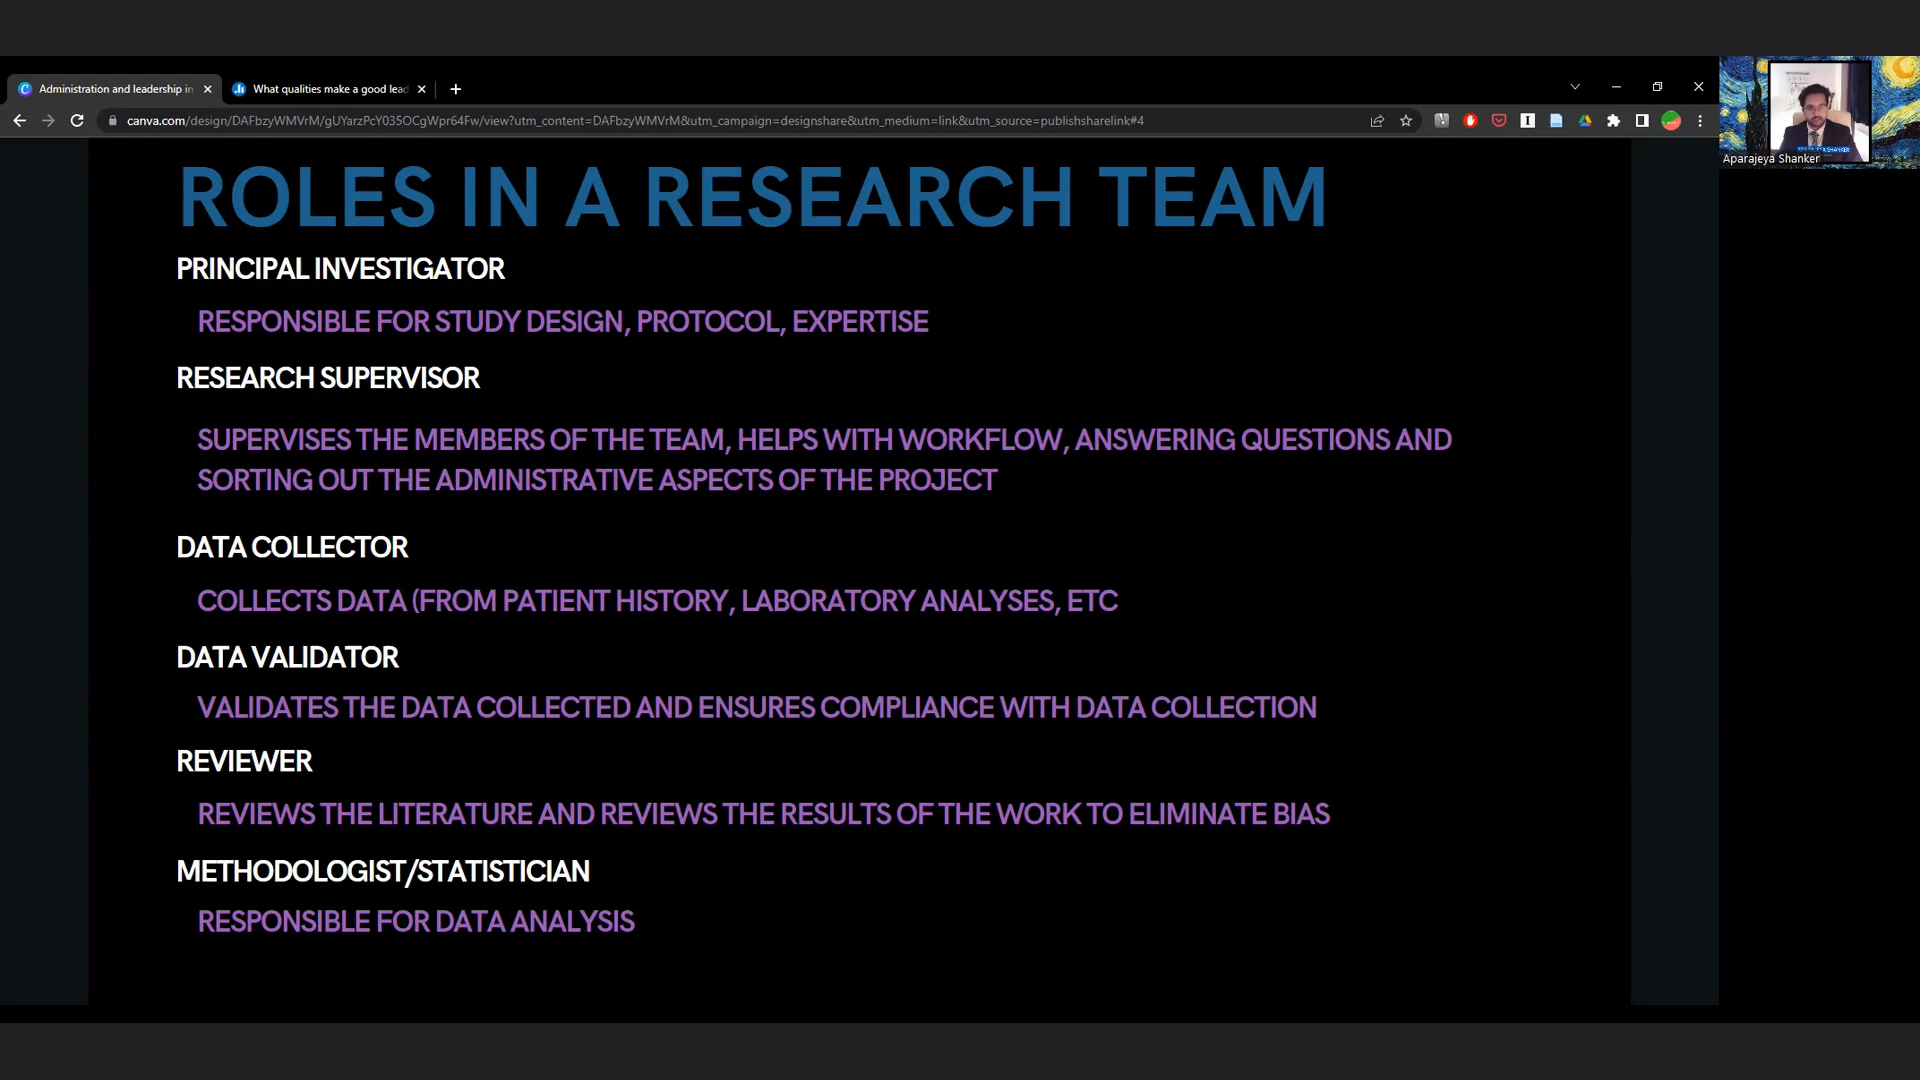 Administration and leadership in
What qualities make a good lead
canva.com/design/DAFbzyWMVrM/gUYarzPcY035OCgWpr64Fw/view?utm_content=DAFbzyWMVrM&utm_campaign=designshare&utm_medium=link&utm_source=publishsharelink#4
Aparajeya Shanker
ROLES IN A RESEARCH TEAM
PRINCIPAL INVESTIGATOR
RESPONSIBLE FOR STUDY DESIGN, PROTOCOL, EXPERTISE
RESEARCH SUPERVISOR
SUPERVISES THE MEMBERS OF THE TEAM, HELPS WITH WORKFLOW, ANSWERING QUESTIONS AND
SORTING OUT THE ADMINISTRATIVE ASPECTS OF THE PROJECT
DATA COLLECTOR
COLLECTS DATA (FROM PATIENT HISTORY, LABORATORY ANALYSES, ETC
DATA VALIDATOR
VALIDATES THE DATA COLLECTED AND ENSURES COMPLIANCE WITH DATA COLLECTION
REVIEWER
REVIEWS THE LITERATURE AND REVIEWS THE RESULTS OF THE WORK TO ELIMINATE BIAS
METHODOLOGIST/STATISTICIAN
RESPONSIBLE FOR DATA ANALYSIS